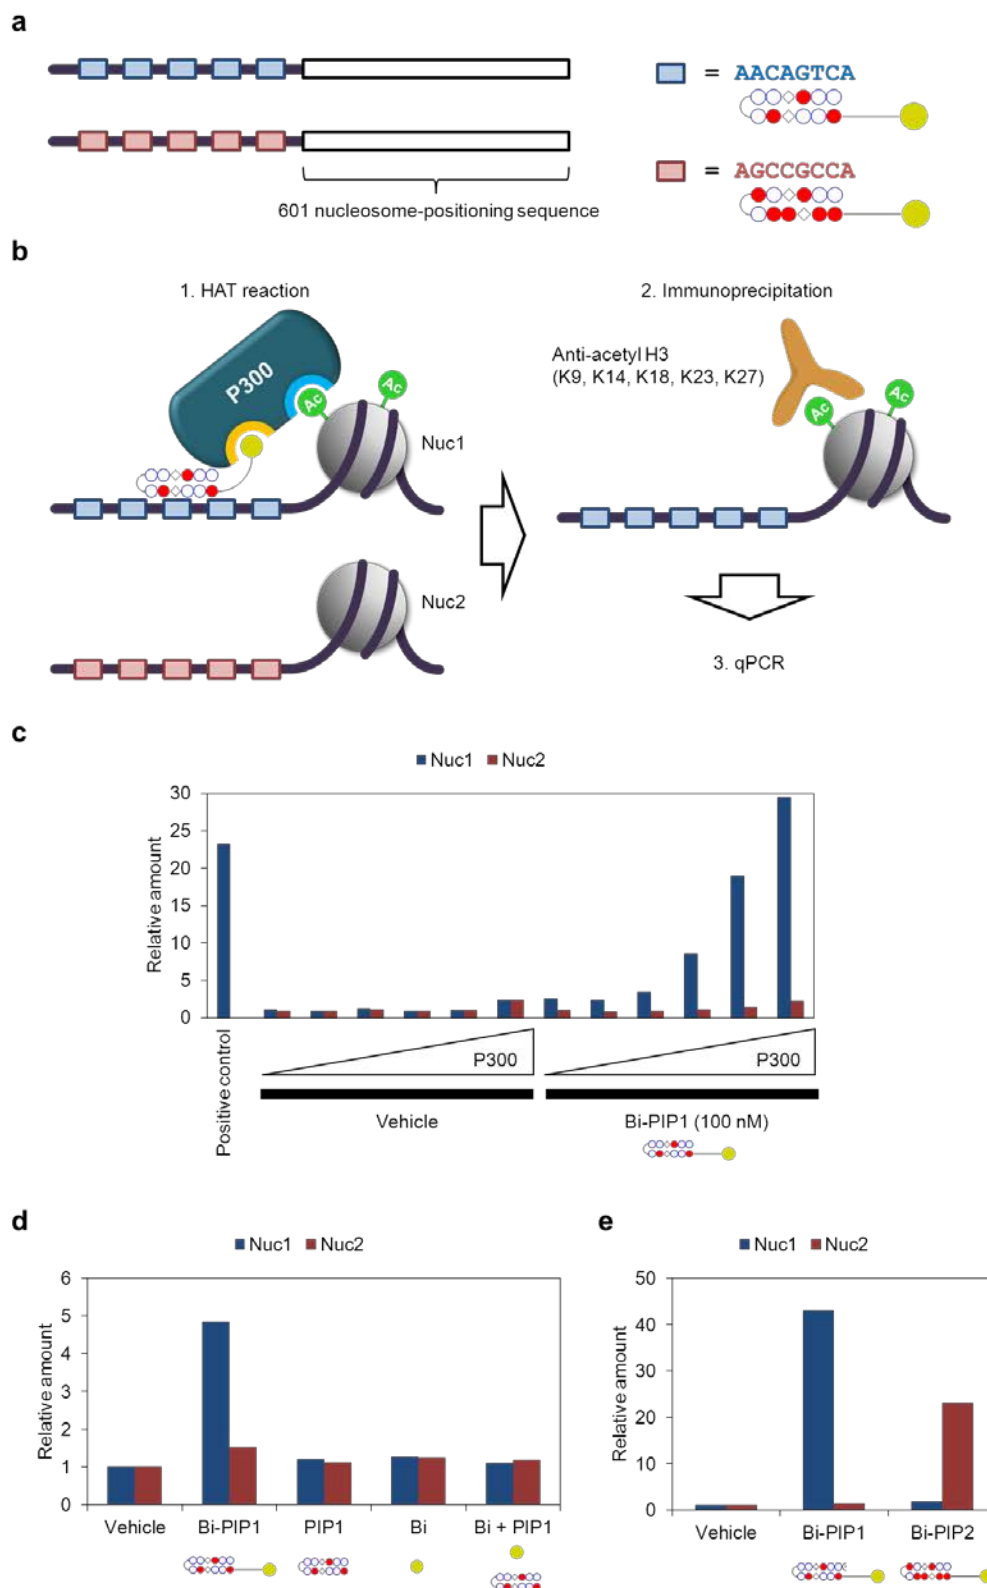 a
= AACAGTCA
= AGCCGCCA
601 nucleosome-positioning sequence
b
1. HAT reaction
2. Immunoprecipitation
P300
Ac
Ac
Nuc1
Anti-acetyl H3
(K9, K14, K18, K23, K27)
Ac
Ac
Nuc2
3. qPCR
c
Nuc1 Nuc2
Relative amount
30
25
20
15
10
5
0
Positive control
P300
P300
Vehicle
Bi-PIP1 (100 nM)
d
Nuc1 Nuc2
Relative amount
6
5
4
3
2
1
0
Vehicle Bi-PIP1 PIP1 Bi Bi + PIP1
e
Nuc1 Nuc2
Relative amount
50
40
30
20
10
0
Vehicle Bi-PIP1 Bi-PIP2